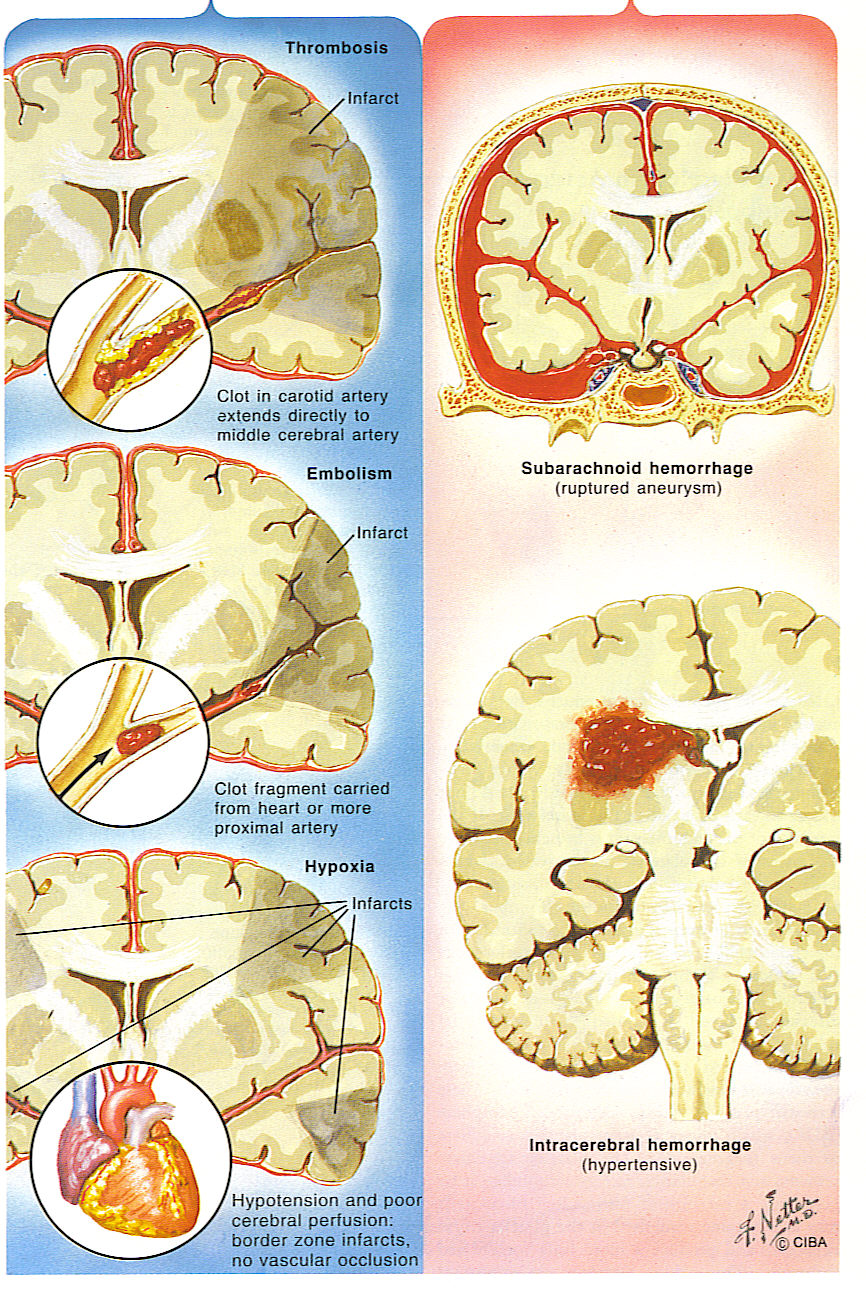 Thrombosis
Infarct
Clot in carotid artery
extends directly to
middle cerebral artery
Embolism
Infarct
Clot fragment carried
from heart or more
proximal artery
Hypoxia
Infarcts
Hypotension and poor
cerebral perfusion:
border zone infarcts,
no vascular occlusion
Subarachnoid hemorrhage
(ruptured aneurysm)
Intracerebral hemorrhage
(hypertensive)
F. Netter
M.D.
© CIBA